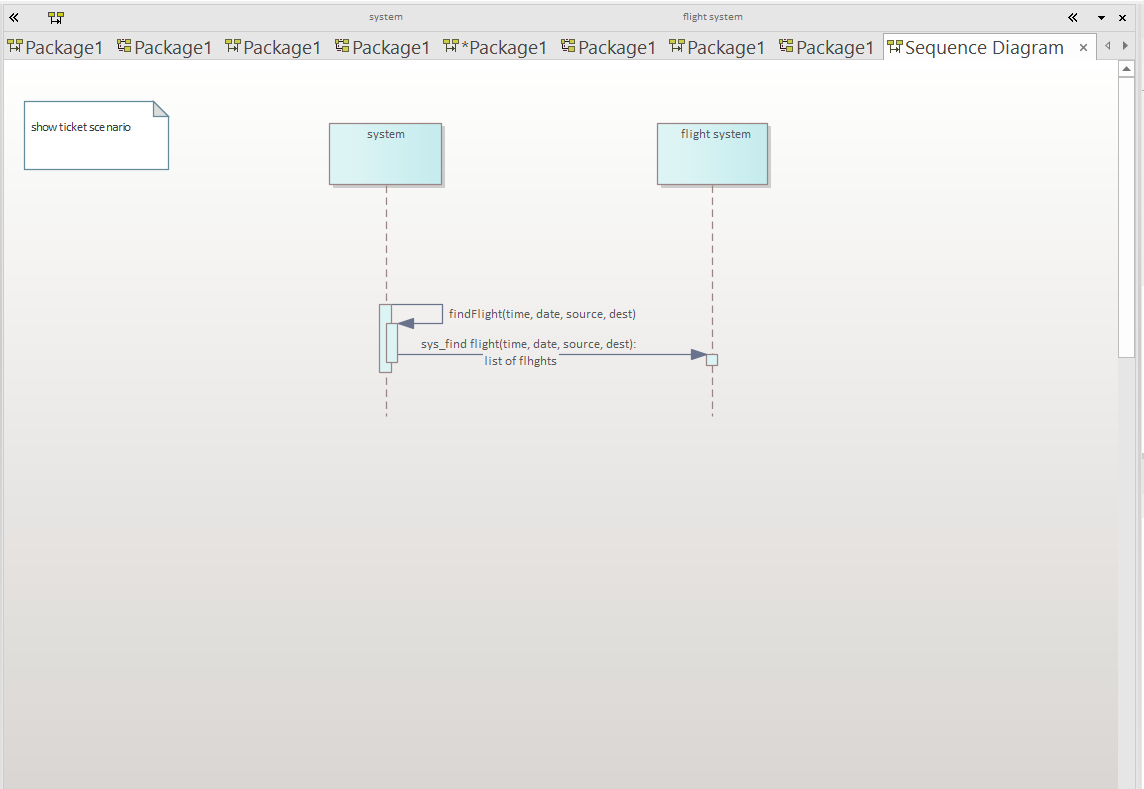 system
flight system
Package1
Package1
Package1
Package1
*Package1
Package1
Package1
Package1
Sequence Diagram
show ticket scenario
system
flight system
findFlight(time, date, source, dest)
sys_find flight(time, date, source, dest):
list of flhghts